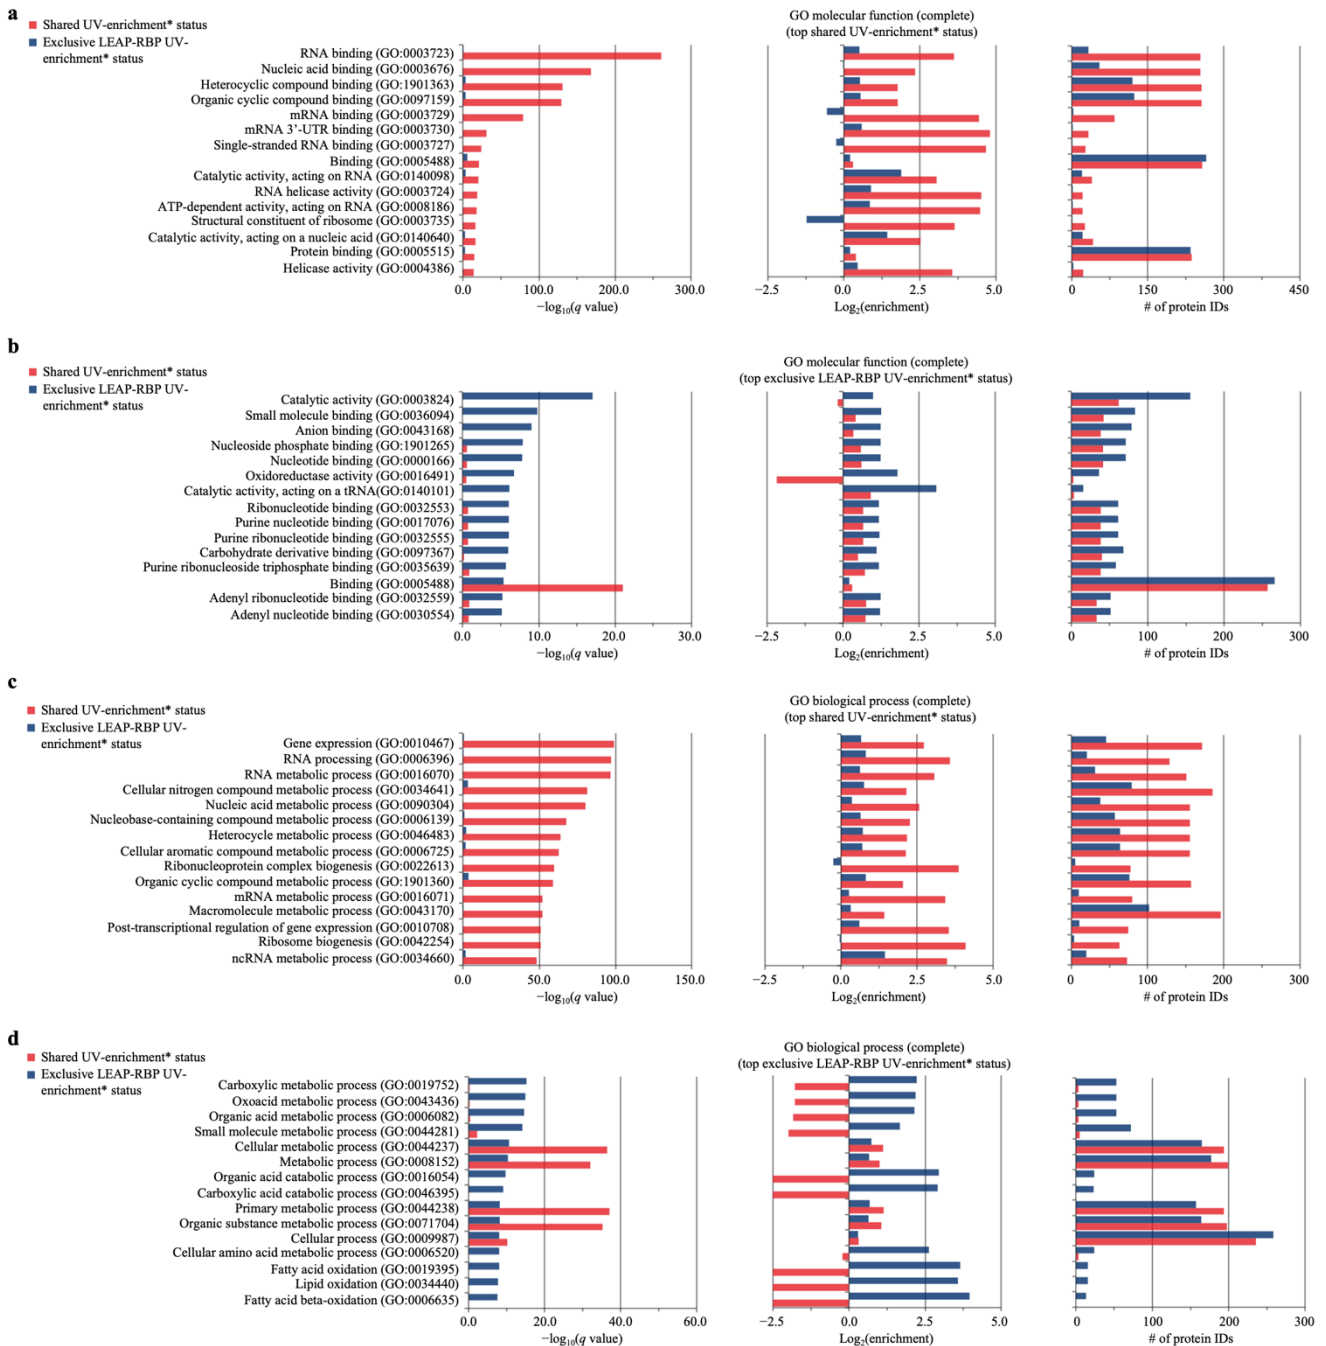 a
Shared UV-enrichment* status
Exclusive LEAP-RBP UV-
enrichment* status
GO molecular function (complete)
(top shared UV-enrichment* status)
RNA binding (GO:0003723)
Nucleic acid binding (GO:0003676)
Heterocyclic compound binding (GO:1901363)
Organic cyclic compound binding (GO:0097159)
mRNA binding (GO:0003729)
mRNA 3’-UTR binding (GO:0003730)
Single-stranded RNA binding (GO:0003727)
Binding (GO:0005488)
Catalytic activity, acting on RNA (GO:0140098)
RNA helicase activity (GO:0003724)
ATP-dependent activity, acting on RNA (GO:0008186)
Structural constituent of ribosome (GO:0003735)
Catalytic activity, acting on a nucleic acid (GO:0140640)
Protein binding (GO:0005515)
Helicase activity (GO:0004386)
0.0 100.0 200.0 300.0
−log10(q value)
−2.5 0.0 2.5 5.0
Log2(enrichment)
0 150 300 450
# of protein IDs
b
Shared UV-enrichment* status
Exclusive LEAP-RBP UV-
enrichment* status
GO molecular function (complete)
(top exclusive LEAP-RBP UV-enrichment* status)
Catalytic activity (GO:0003824)
Small molecule binding (GO:0036094)
Anion binding (GO:0043168)
Nucleoside phosphate binding (GO:1901265)
Nucleotide binding (GO:0000166)
Oxidoreductase activity (GO:0016491)
Catalytic activity, acting on a tRNA(GO:0140101)
Ribonucleotide binding (GO:0032553)
Purine nucleotide binding (GO:0017076)
Purine ribonucleotide binding (GO:0032555)
Carbohydrate derivative binding (GO:0097367)
Purine ribonucleoside triphosphate binding (GO:0035639)
Binding (GO:0005488)
Adenyl ribonucleotide binding (GO:0032559)
Adenyl nucleotide binding (GO:0030554)
0.0 10.0 20.0 30.0
−log10(q value)
−2.5 0.0 2.5 5.0
Log2(enrichment)
0 100 200 300
# of protein IDs
c
Shared UV-enrichment* status
Exclusive LEAP-RBP UV-
enrichment* status
GO biological process (complete)
(top shared UV-enrichment* status)
Gene expression (GO:0010467)
RNA processing (GO:0006396)
RNA metabolic process (GO:0016070)
Cellular nitrogen compound metabolic process (GO:0034641)
Nucleic acid metabolic process (GO:0090304)
Nucleobase-containing compound metabolic process (GO:0006139)
Heterocycle metabolic process (GO:0046483)
Cellular aromatic compound metabolic process (GO:0006725)
Ribonucleoprotein complex biogenesis (GO:0022613)
Organic cyclic compound metabolic process (GO:1901360)
mRNA metabolic process (GO:0016071)
Macromolecule metabolic process (GO:0043170)
Post-transcriptional regulation of gene expression (GO:0010708)
Ribosome biogenesis (GO:0042254)
ncRNA metabolic process (GO:0034660)
0.0 50.0 100.0 150.0
−log10(q value)
−2.5 0.0 2.5 5.0
Log2(enrichment)
0 100 200 300
# of protein IDs
d
Shared UV-enrichment* status
Exclusive LEAP-RBP UV-
enrichment* status
GO biological process (complete)
(top exclusive LEAP-RBP UV-enrichment* status)
Carboxylic metabolic process (GO:0019752)
Oxoacid metabolic process (GO:0043436)
Organic acid metabolic process (GO:0006082)
Small molecule metabolic process (GO:0044281)
Cellular metabolic process (GO:0044237)
Metabolic process (GO:0008152)
Organic acid catabolic process (GO:0016054)
Carboxylic acid catabolic process (GO:0046395)
Primary metabolic process (GO:0044238)
Organic substance metabolic process (GO:0071704)
Cellular process (GO:0009987)
Cellular amino acid metabolic process (GO:0006520)
Fatty acid oxidation (GO:0019395)
Lipid oxidation (GO:0034440)
Fatty acid beta-oxidation (GO:0006635)
0.0 20.0 40.0 60.0
−log10(q value)
−2.5 0.0 2.5 5.0
Log2(enrichment)
0 100 200 300
# of protein IDs